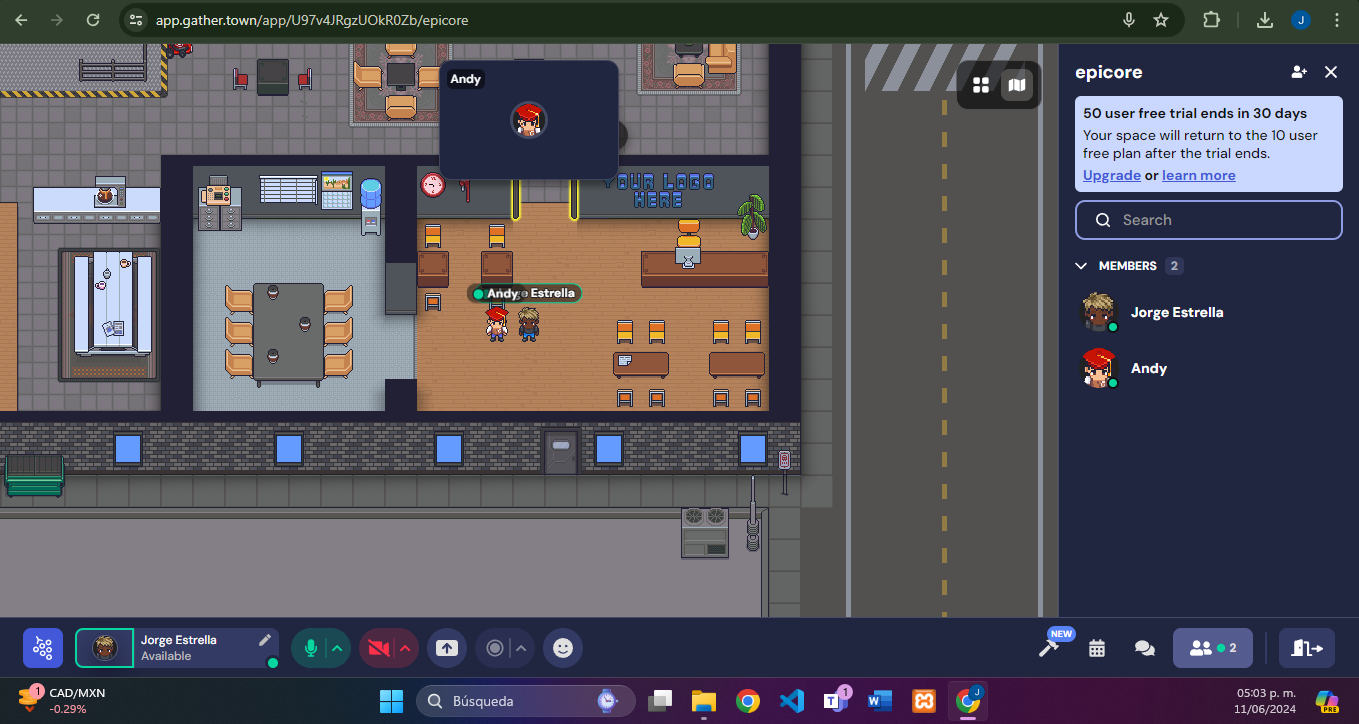 app.gather.town/app/U97v4JRgzUOkR0Zb/epicore
J
Andy
YOUR LOGO
HERE
Andy
Estrella
epicore
50 user free trial ends in 30 days
Your space will return to the 10 user
free plan after the trial ends.
Upgrade or learn more
Search
MEMBERS 2
Jorge Estrella
Andy
Jorge Estrella
Available
NEW
2
1
CAD/MXN
-0.29%
Búsqueda
1
J
05:03 p. m.
11/06/2024
PRE